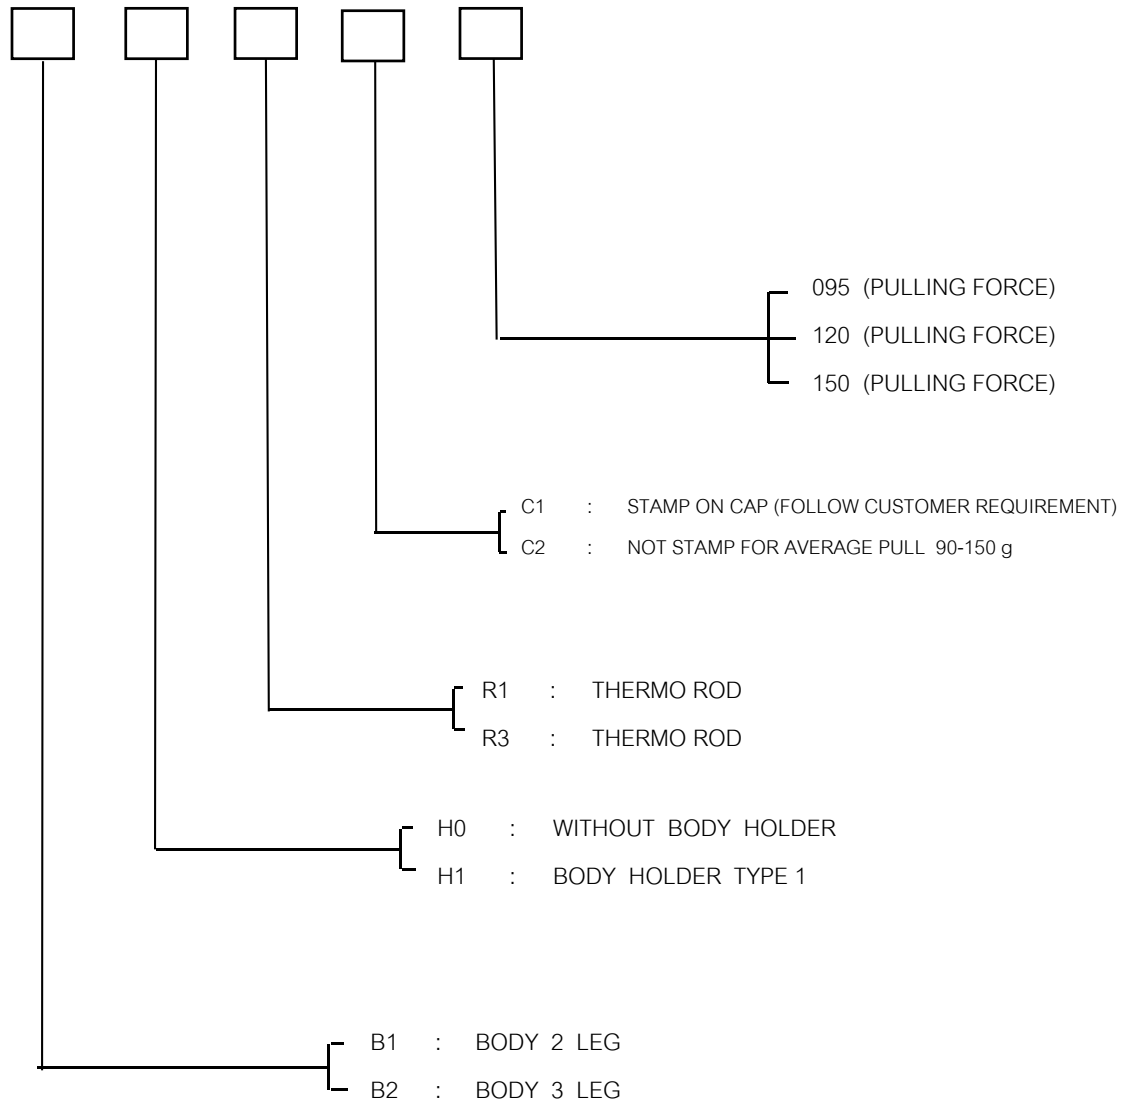 095 (PULLING FORCE)
120 (PULLING FORCE)
150 (PULLING FORCE)
C1 : STAMP ON CAP (FOLLOW CUSTOMER REQUIREMENT)
C2 : NOT STAMP FOR AVERAGE PULL 90-150 g
R1 : THERMO ROD
R3 : THERMO ROD
H0 : WITHOUT BODY HOLDER
H1 : BODY HOLDER TYPE 1
B1 : BODY 2 LEG
B2 : BODY 3 LEG